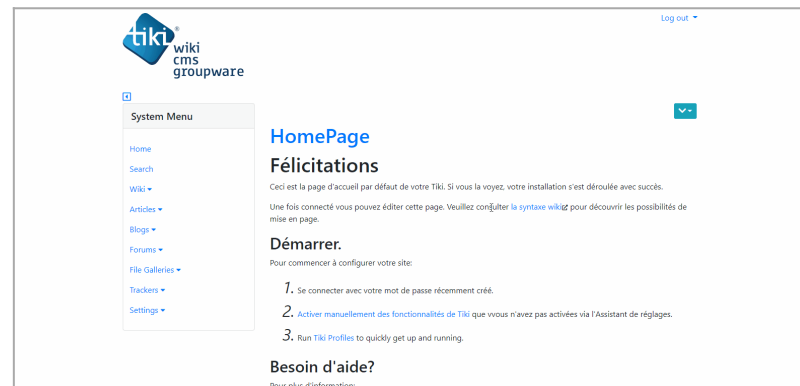 Log out
tiki
wiki
cms
groupware
System Menu
Home
Search
Wiki
Articles
Blogs
Forums
File Galleries
Trackers
Settings
HomePage
Félicitations
Ceci est la page d'accueil par défaut de votre Tiki. Si vous la voyez, votre installation s'est déroulée avec succès.
Une fois connecté vous pouvez éditer cette page. Veuillez consulter la syntaxe wiki pour découvrir les possibilités de
mise en page.
Démarrer.
Pour commencer à configurer votre site:
1. Se connecter avec votre mot de passe récemment créé.
2. Activer manuellement des fonctionnalités de Tiki que vvous n'avez pas activées via l'Assistant de réglages.
3. Run Tiki Profiles to quickly get up and running.
Besoin d'aide?
Pour plus d'information: